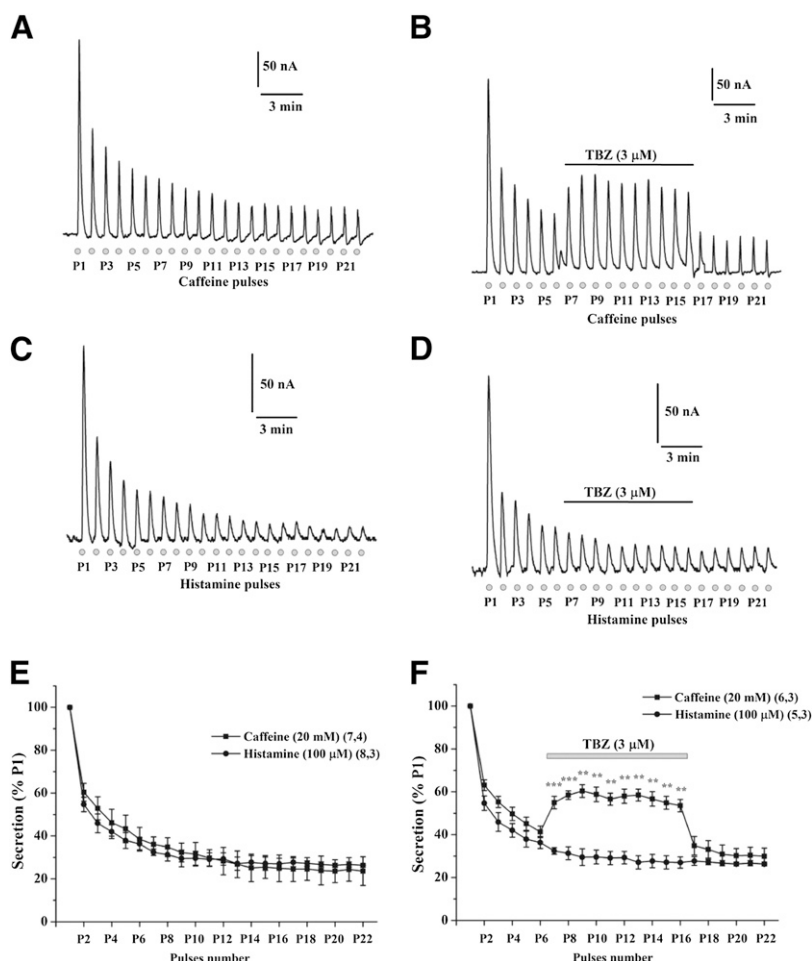 A
50 nA
3 min
P1 P3 P5 P7 P9 P11 P13 P15 P17 P19 P21
Caffeine pulses
B
50 nA
3 min
TBZ (3 μM)
P1 P3 P5 P7 P9 P11 P13 P15 P17 P19 P21
Caffeine pulses
C
50 nA
3 min
P1 P3 P5 P7 P9 P11 P13 P15 P17 P19 P21
Histamine pulses
D
50 nA
3 min
TBZ (3 μM)
P1 P3 P5 P7 P9 P11 P13 P15 P17 P19 P21
Histamine pulses
E
Secretion (% P1)
100
80
60
40
20
0
Caffeine (20 mM) (7,4)
Histamine (100 μM) (8,3)
P2 P4 P6 P8 P10 P12 P14 P16 P18 P20 P22
Pulses number
F
Secretion (% P1)
100
80
60
40
20
0
Caffeine (20 mM) (6,3)
Histamine (100 μM) (5,3)
TBZ (3 μM)
*** *** ** ** ** ** ** ** ** **
P2 P4 P6 P8 P10 P12 P14 P16 P18 P20 P22
Pulses number